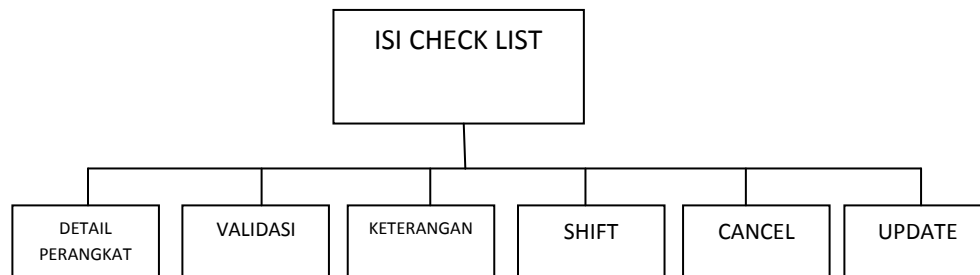 ISI CHECK LIST
DETAIL
PERANGKAT
VALIDASI
KETERANGAN
SHIFT
CANCEL
UPDATE